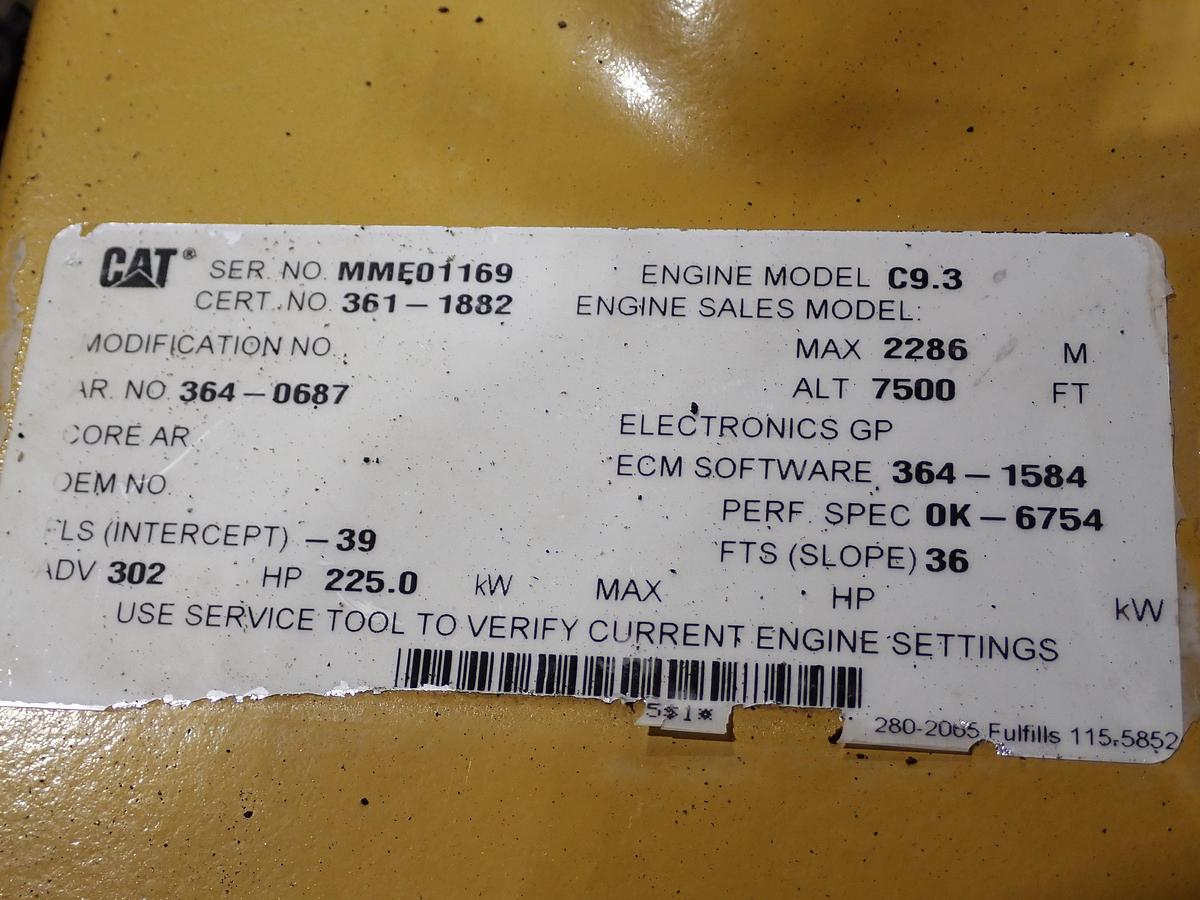 CAT® SER. NO. MME01169 ENGINE MODEL C9.3
CERT. NO. 361-1882 ENGINE SALES MODEL:
MODIFICATION NO. MAX 2286 M
AR. NO. 364-0687 ALT 7500 FT
CORE AR. ELECTRONICS GP
OEM NO. ECM SOFTWARE 364-1584
PERF. SPEC 0K-6754
FLS (INTERCEPT) -39 FTS (SLOPE) 36
ADV 302 HP 225.0 kW MAX HP kW
USE SERVICE TOOL TO VERIFY CURRENT ENGINE SETTINGS
280-2065 Fulfills 115.5852